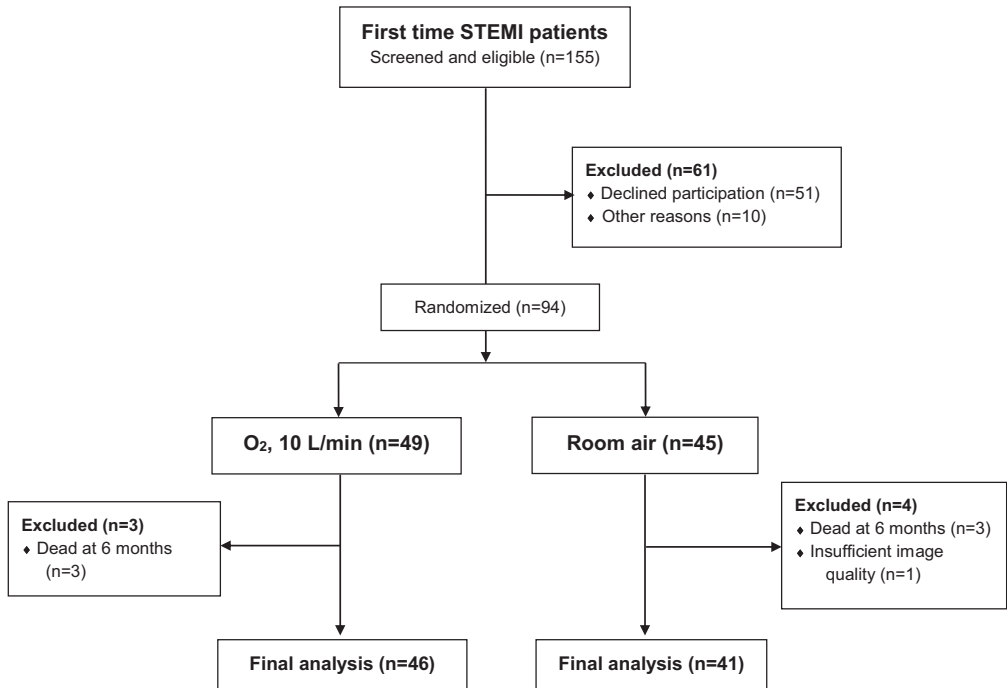 First time STEMI patients
Screened and eligible (n=155)
Excluded (n=61)
♦ Declined participation (n=51)
♦ Other reasons (n=10)
Randomized (n=94)
O₂, 10 L/min (n=49)
Room air (n=45)
Excluded (n=3)
♦ Dead at 6 months
(n=3)
Excluded (n=4)
♦ Dead at 6 months (n=3)
♦ Insufficient image
quality (n=1)
Final analysis (n=46)
Final analysis (n=41)